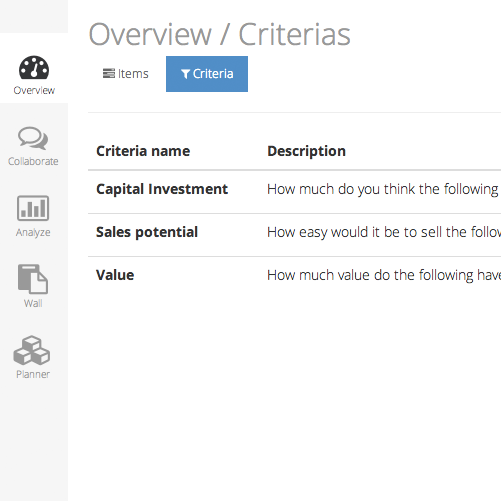 Overview / Criterias
Items
Criteria
Overview
Collaborate
Analyze
Wall
Planner
Criteria name Description
Capital Investment How much do you think the following
Sales potential How easy would it be to sell the follow
Value How much value do the following have